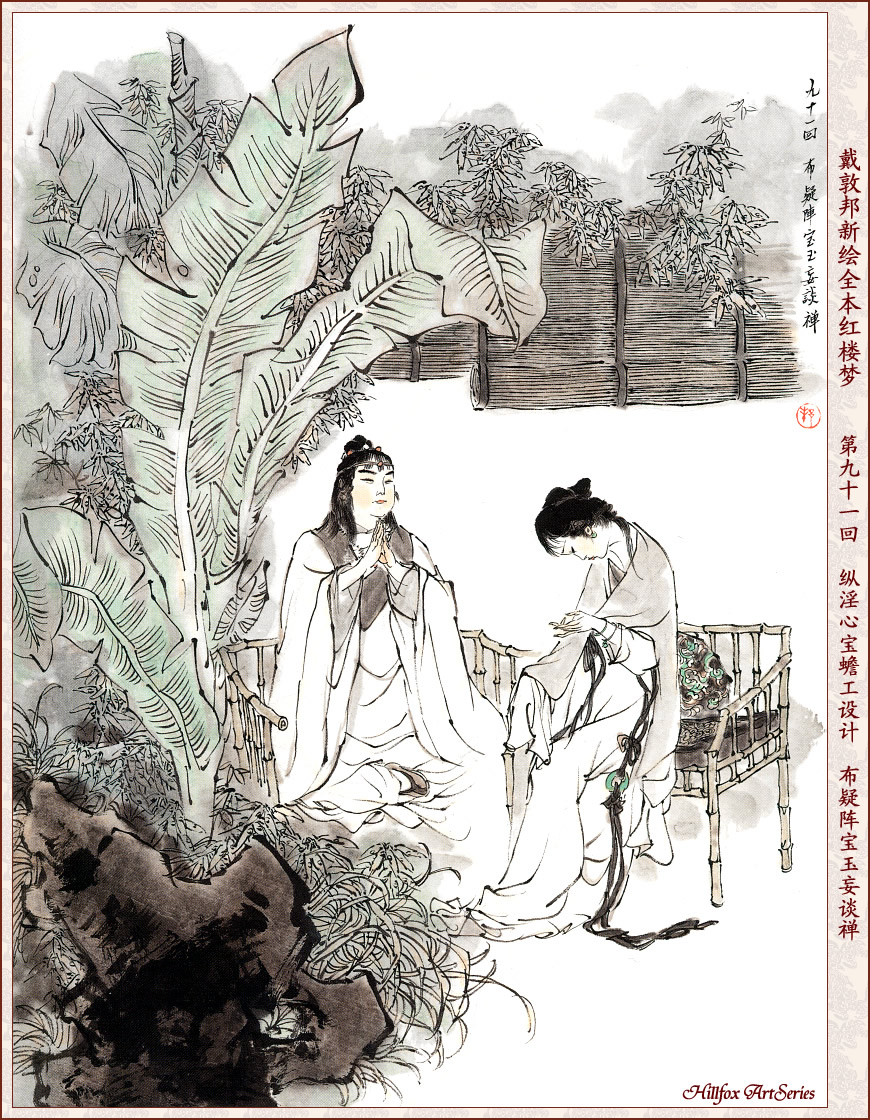 九十一回 布疑阵宝玉妄談禅
戴敦邦新绘全本红楼梦 第九十一回 纵淫心宝蟾工设计 布疑阵宝玉妄谈禅
Hillfox ArtSeries